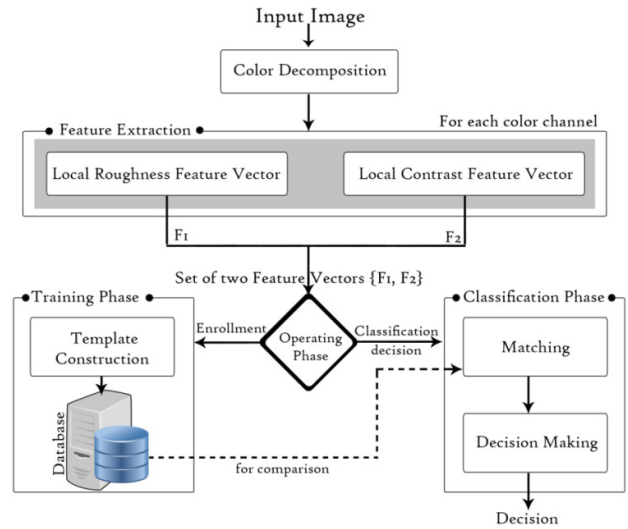 Input Image
Color Decomposition
For each color channel
Feature Extraction
Local Roughness Feature Vector
Local Contrast Feature Vector
F1
F2
Set of two Feature Vectors {F1, F2}
Training Phase
Classification Phase
Enrollment
Operating
Phase
Classification
decision
Template
Construction
Matching
Database
Decision Making
for comparison
Decision